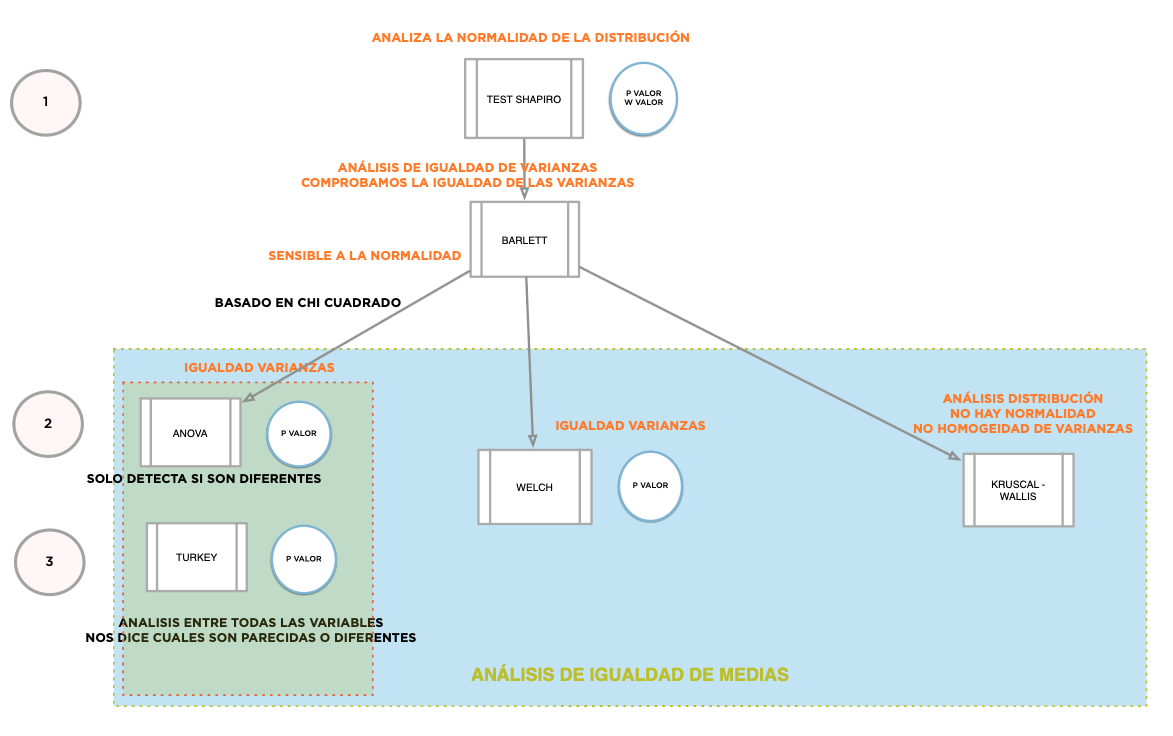 ANALIZA LA NORMALIDAD DE LA DISTRIBUCIÓN
1
TEST SHAPIRO
P VALOR
W VALOR
ANÁLISIS DE IGUALDAD DE VARIANZAS
COMPROBAMOS LA IGUALDAD DE LAS VARIANZAS
BARLETT
SENSIBLE A LA NORMALIDAD
BASADO EN CHI CUADRADO
IGUALDAD VARIANZAS
2
ANOVA
P VALOR
SOLO DETECTA SI SON DIFERENTES
IGUALDAD VARIANZAS
WELCH
P VALOR
ANÁLISIS DISTRIBUCIÓN
NO HAY NORMALIDAD
NO HOMOGEIDAD DE VARIANZAS
KRUSCAL -
WALLIS
3
TURKEY
P VALOR
ANALISIS ENTRE TODAS LAS VARIABLES
NOS DICE CUALES SON PARECIDAS O DIFERENTES
ANÁLISIS DE IGUALDAD DE MEDIAS